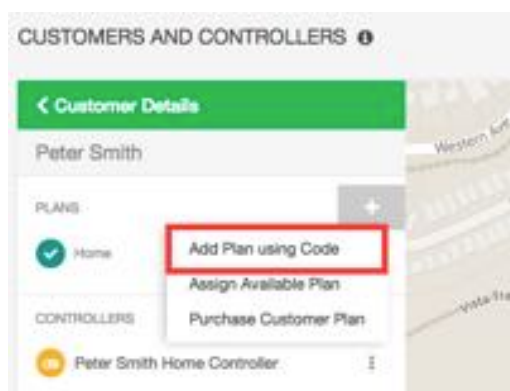 CUSTOMERS AND CONTROLLERS
Customer Details
Peter Smith
PLANS
Home
Add Plan using Code
Assign Available Plan
CONTROLLERS
Purchase Customer Plan
Peter Smith Home Controller
Western